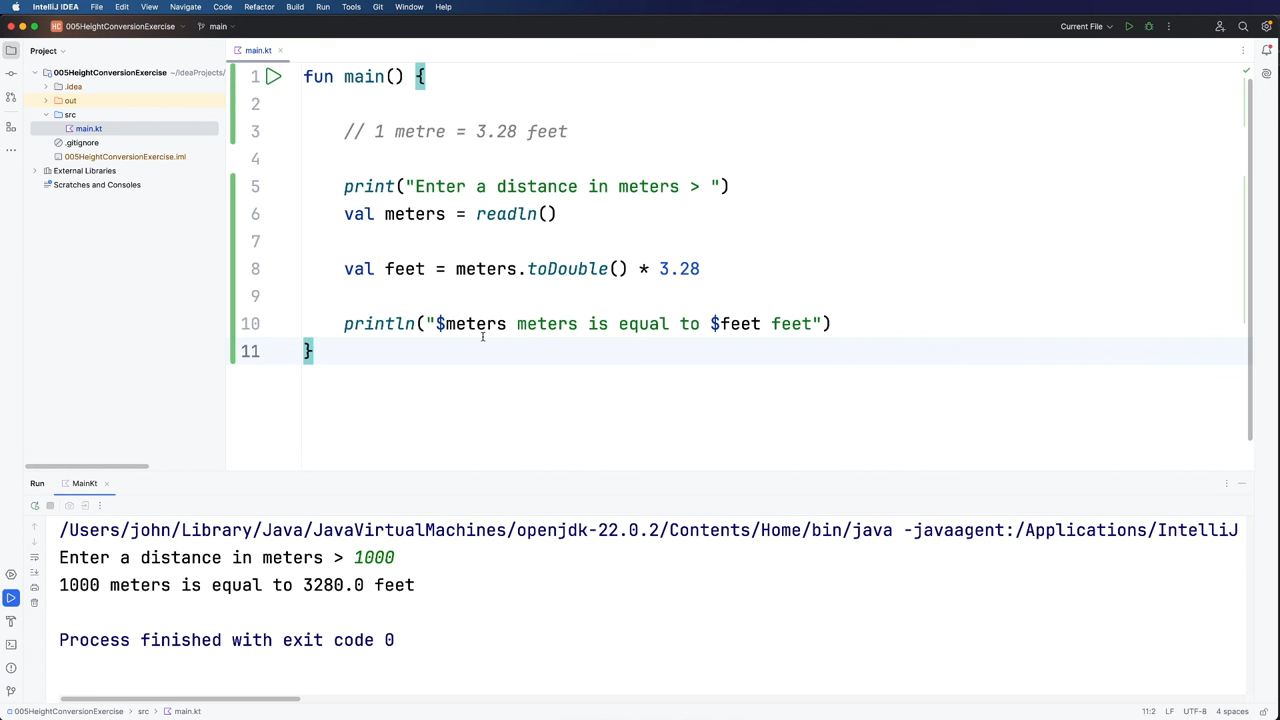 IntelliJ IDEA File Edit View Navigate Code Refactor Build Run Tools Git Window Help
HC 005HeightConversionExercise main Current File
Project main.kt
005HeightConversionExercise ~/IdeaProjects/
.idea
out
src
main.kt
.gitignore
005HeightConversionExercise.iml
External Libraries
Scratches and Consoles
1 fun main() {
2
3 // 1 metre = 3.28 feet
4
5 print("Enter a distance in meters > ")
6 val meters = readln()
7
8 val feet = meters.toDouble() * 3.28
9
10 println("$meters meters is equal to $feet feet")
11 }
Run MainKt
/Users/john/Library/Java/JavaVirtualMachines/openjdk-22.0.2/Contents/Home/bin/java -javaagent:/Applications/IntelliJ
Enter a distance in meters > 1000
1000 meters is equal to 3280.0 feet
Process finished with exit code 0
005HeightConversionExercise > src > main.kt 11:2 LF UTF-8 4 spaces